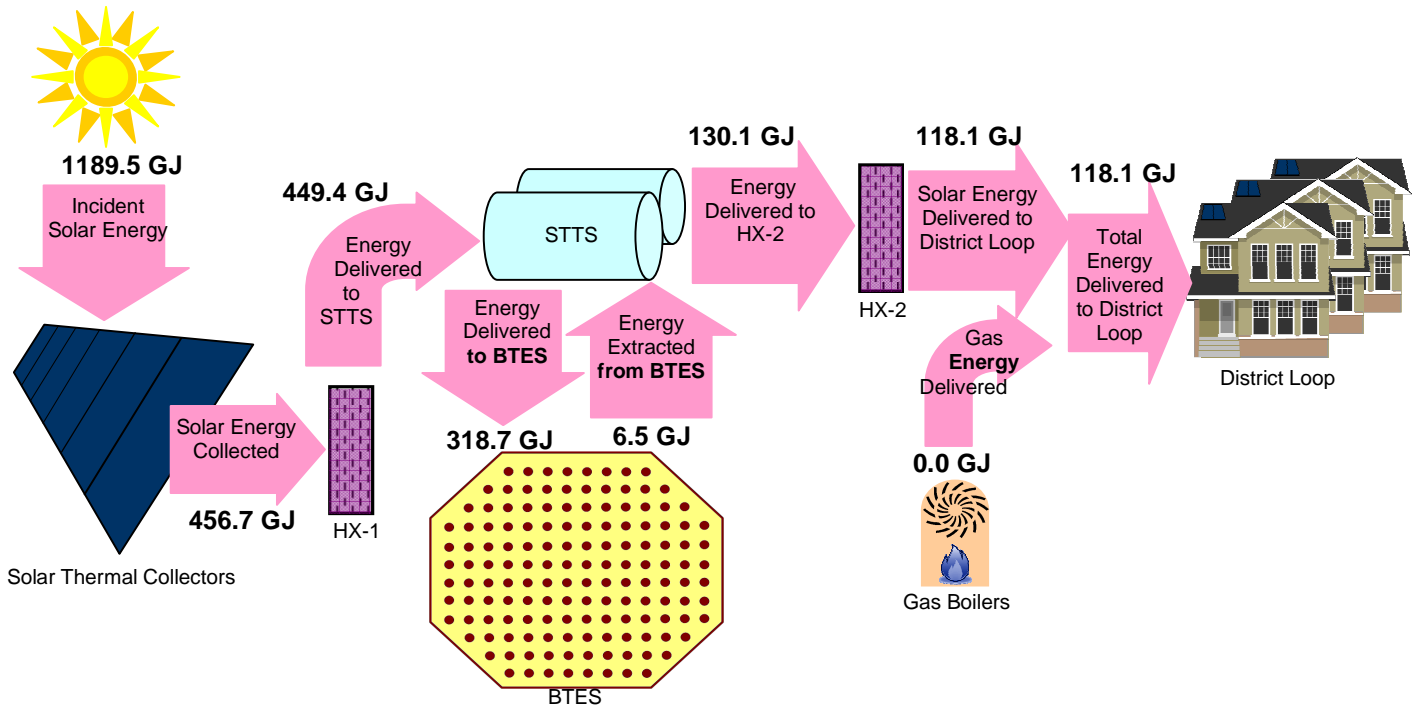 1189.5 GJ
Incident
Solar Energy
Solar Thermal Collectors
Solar Energy
Collected
456.7 GJ
HX-1
449.4 GJ
Energy
Delivered
to
STTS
STTS
Energy
Delivered
to BTES
318.7 GJ
Energy
Extracted
from BTES
6.5 GJ
BTES
130.1 GJ
Energy
Delivered to
HX-2
HX-2
118.1 GJ
Solar Energy
Delivered to
District Loop
Gas
Energy
Delivered
0.0 GJ
Gas Boilers
118.1 GJ
Total
Energy
Delivered
to District
Loop
District Loop